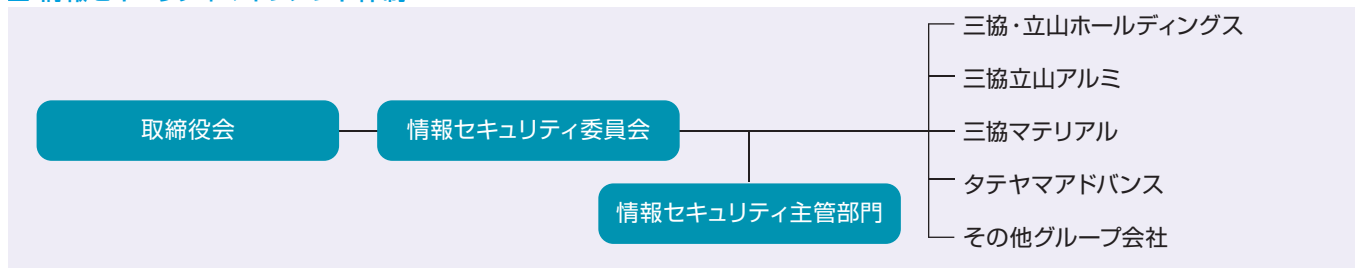 取締役会
情報セキュリティ委員会
情報セキュリティ主管部門
三協・立山ホールディングス
三協立山アルミ
三協マテリアル
タテヤマアドバンス
その他グループ会社